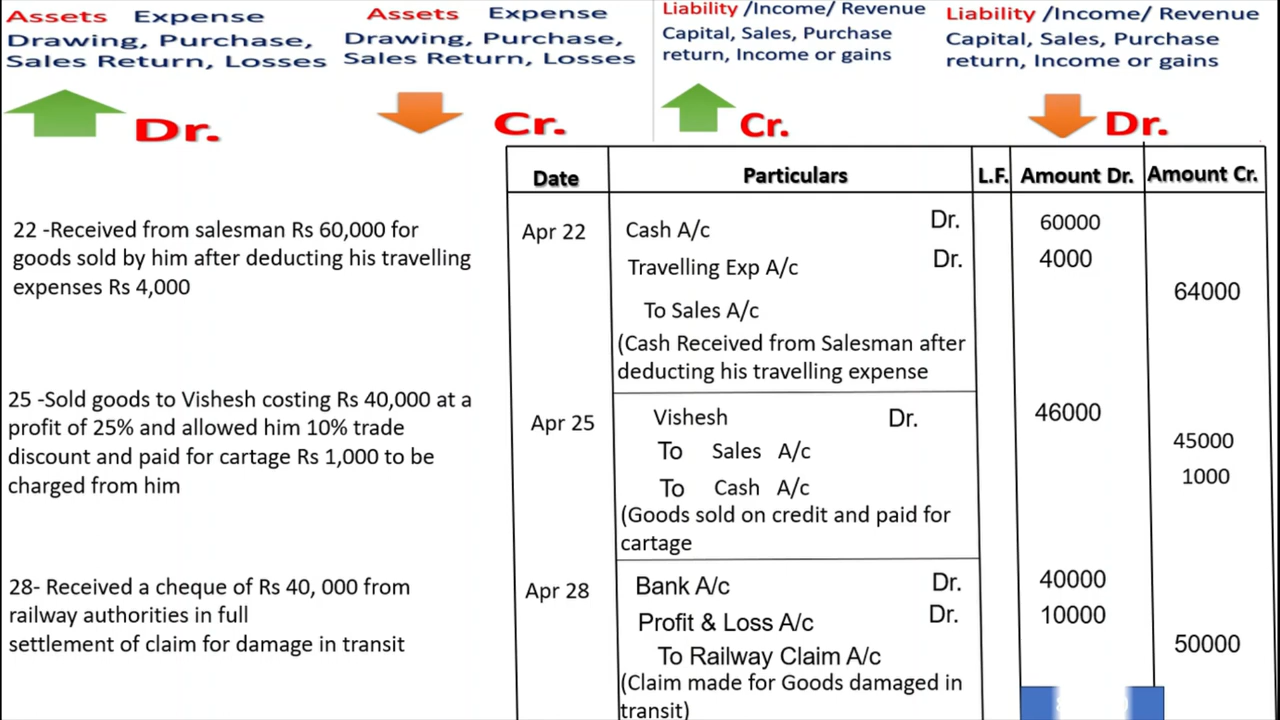 Assets Expense
Drawing, Purchase,
Sales Return, Losses
Dr.
Assets Expense
Drawing, Purchase,
Sales Return, Losses
Cr.
Liability /Income/ Revenue
Capital, Sales, Purchase
return, Income or gains
Cr.
Liability /Income/ Revenue
Capital, Sales, Purchase
return, Income or gains
Dr.
22 -Received from salesman Rs 60,000 for
goods sold by him after deducting his travelling
expenses Rs 4,000
25 -Sold goods to Vishesh costing Rs 40,000 at a
profit of 25% and allowed him 10% trade
discount and paid for cartage Rs 1,000 to be
charged from him
28- Received a cheque of Rs 40, 000 from
railway authorities in full
settlement of claim for damage in transit
Date Particulars L.F. Amount Dr. Amount Cr.
Apr 22 Cash A/c Dr. 60000
Travelling Exp A/c Dr. 4000
To Sales A/c 64000
(Cash Received from Salesman after
deducting his travelling expense
Apr 25 Vishesh Dr. 46000
To Sales A/c 45000
To Cash A/c 1000
(Goods sold on credit and paid for
cartage
Apr 28 Bank A/c Dr. 40000
Profit & Loss A/c Dr. 10000
To Railway Claim A/c 50000
(Claim made for Goods damaged in
transit)